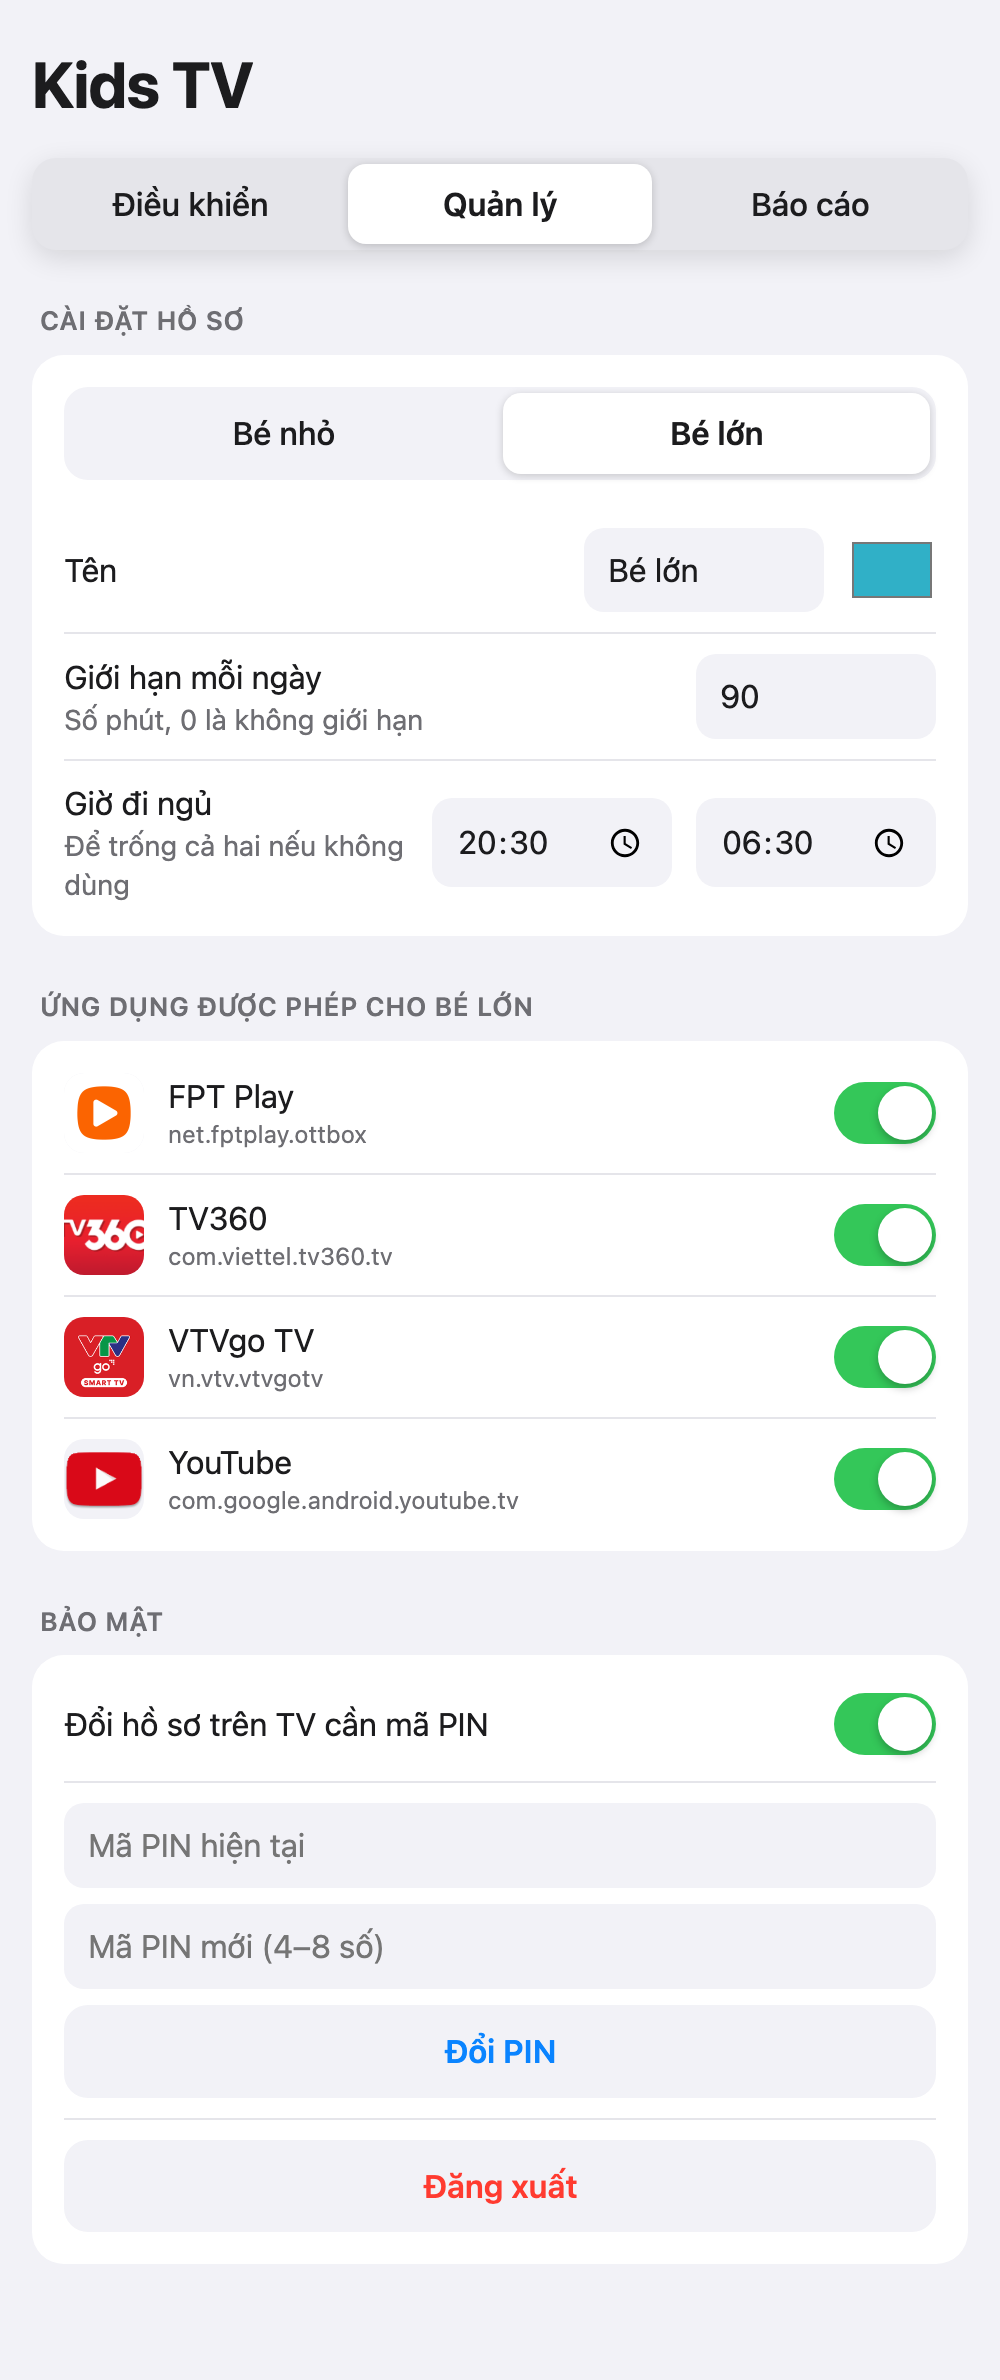 Kids TV
Điều khiển
Quản lý
Báo cáo
CÀI ĐẶT HỒ SƠ
Bé nhỏ
Bé lớn
Tên
Bé lớn
Giới hạn mỗi ngày
Số phút, 0 là không giới hạn
90
Giờ đi ngủ
Để trống cả hai nếu không
dùng
20:30
06:30
ỨNG DỤNG ĐƯỢC PHÉP CHO BÉ LỚN
FPT Play
net.fptplay.ottbox
TV360
TV360
com.viettel.tv360.tv
VTV
go
SMART TV
VTVgo TV
vn.vtv.vtvgotv
YouTube
com.google.android.youtube.tv
BẢO MẬT
Đổi hồ sơ trên TV cần mã PIN
Mã PIN hiện tại
Mã PIN mới (4–8 số)
Đổi PIN
Đăng xuất